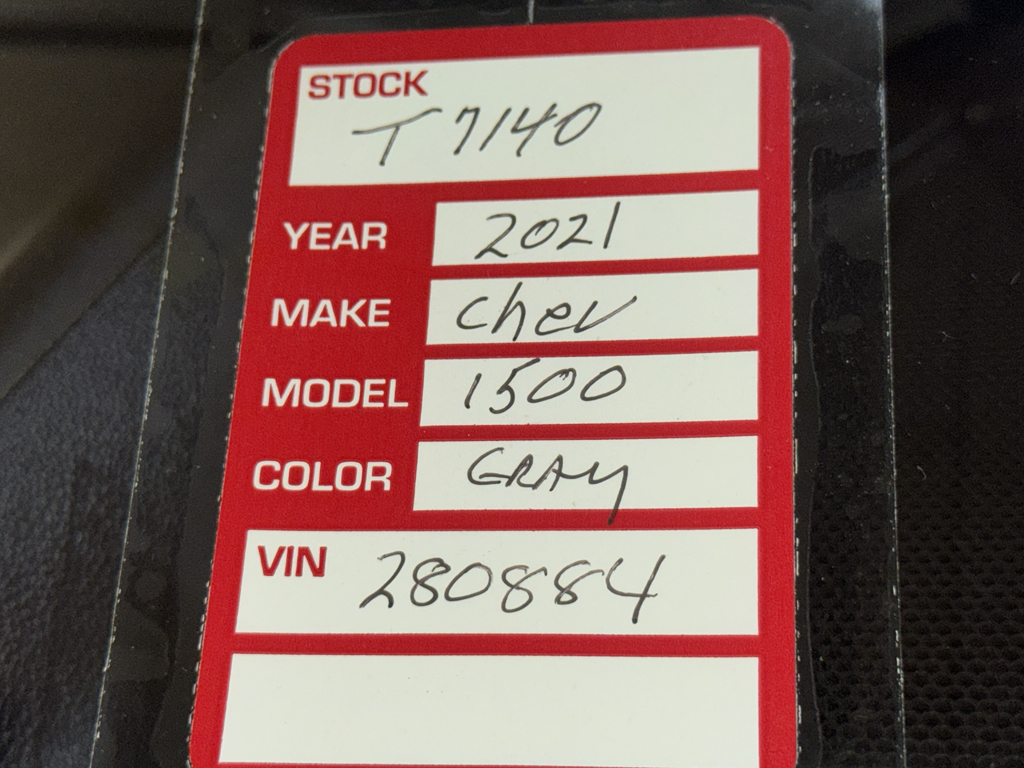 STOCK
T7140
YEAR 2021
MAKE Chev
MODEL 1500
COLOR GRAY
VIN 280884